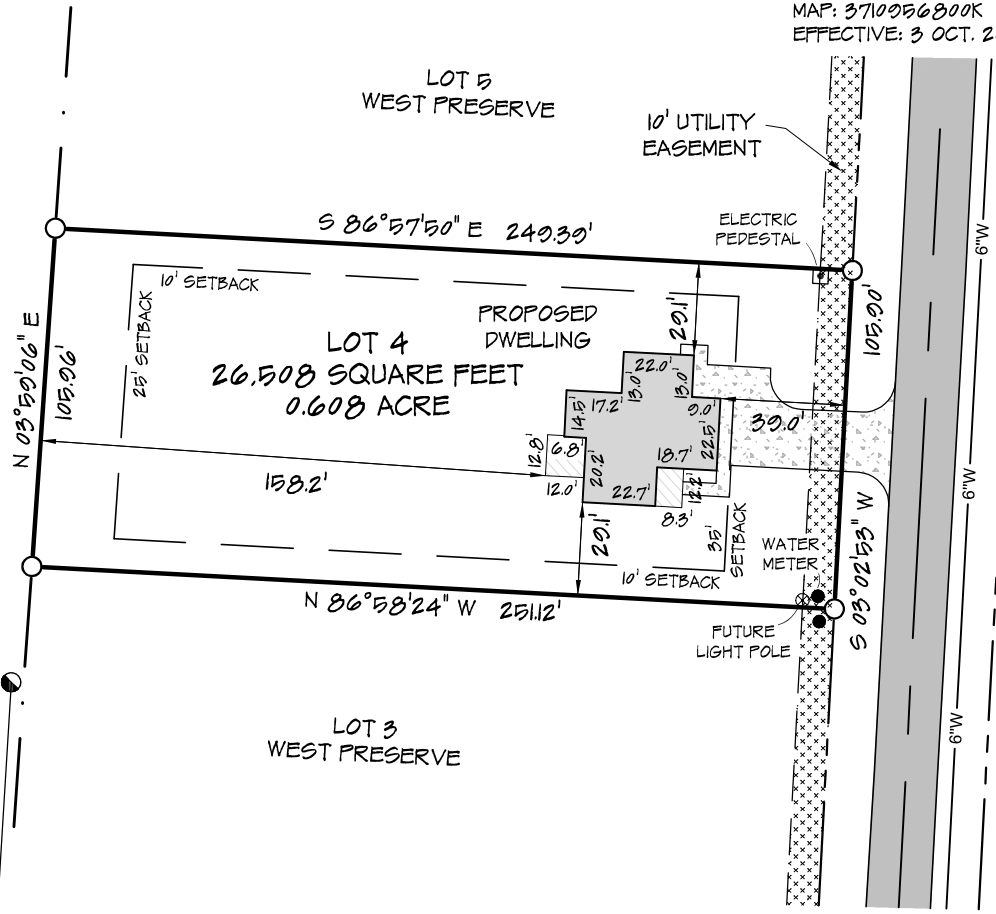 MAP: 3710956800K
EFFECTIVE: 3 OCT. 2
LOT 5
WEST PRESERVE
10' UTILITY
EASEMENT
ELECTRIC
PEDESTAL
S 86°57'50" E 249.39'
10' SETBACK
25' SETBACK
PROPOSED
DWELLING
29.1'
105.90'
6"W
N 03°59'06" E
105.96'
LOT 4
26,508 SQUARE FEET
0.608 ACRE
22.0'
13.0'
13.0'
17.2'
14.5'
9.0'
39.0'
22.5'
12.8'
6.8'
20.2'
18.7'
12.0'
22.7'
12.2'
8.3'
158.2'
6"W
29.1'
35'
SETBACK
WATER
METER
10' SETBACK
S 03°02'53" W
N 86°58'24" W 251.12'
FUTURE
LIGHT POLE
LOT 3
WEST PRESERVE
6"W